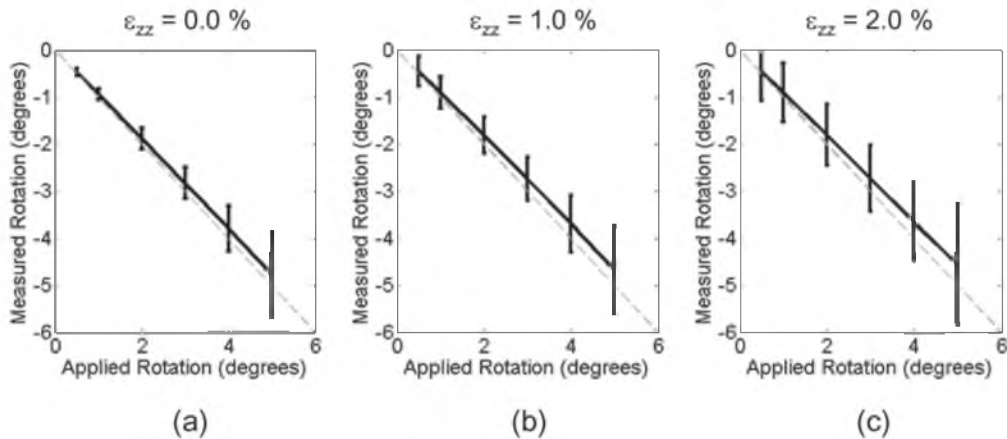 ε_zz = 0.0 %
ε_zz = 1.0 %
ε_zz = 2.0 %
Measured Rotation (degrees)
0
-1
-2
-3
-4
-5
-6
0 2 4 6
Applied Rotation (degrees)
(a)
Measured Rotation (degrees)
0
-1
-2
-3
-4
-5
-6
0 2 4 6
Applied Rotation (degrees)
(b)
Measured Rotation (degrees)
0
-1
-2
-3
-4
-5
-6
0 2 4 6
Applied Rotation (degrees)
(c)